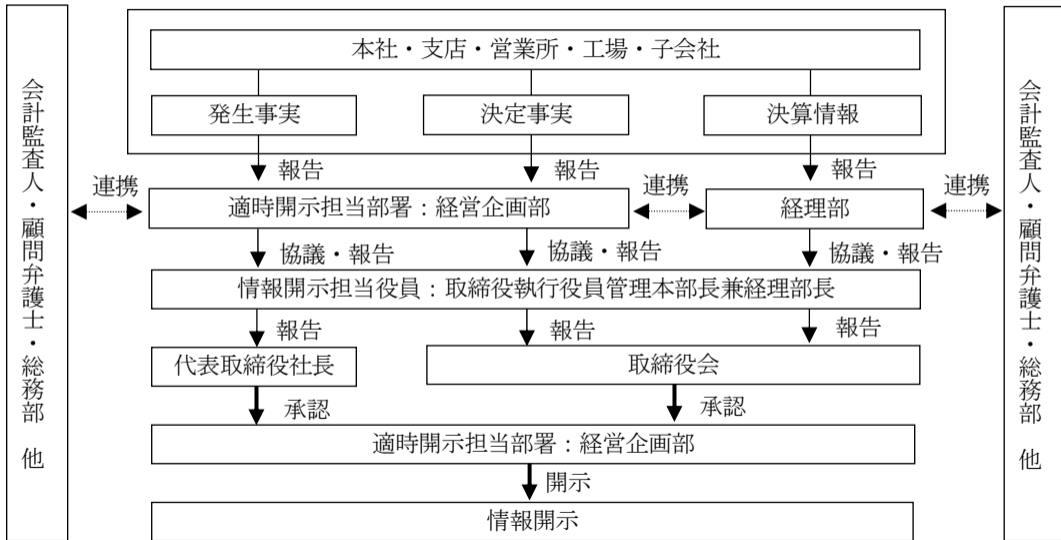 本社・支店・営業所・工場・子会社
発生事実
決定事実
決算情報
報告
報告
報告
連携
適時開示担当部署：経営企画部
連携
経理部
連携
協議・報告
協議・報告
協議・報告
情報開示担当役員：取締役執行役員管理本部長兼経理部長
報告
報告
報告
代表取締役社長
取締役会
承認
承認
適時開示担当部署：経営企画部
開示
情報開示
会計監査人・顧問弁護士・総務部　他
会計監査人・顧問弁護士・総務部　他